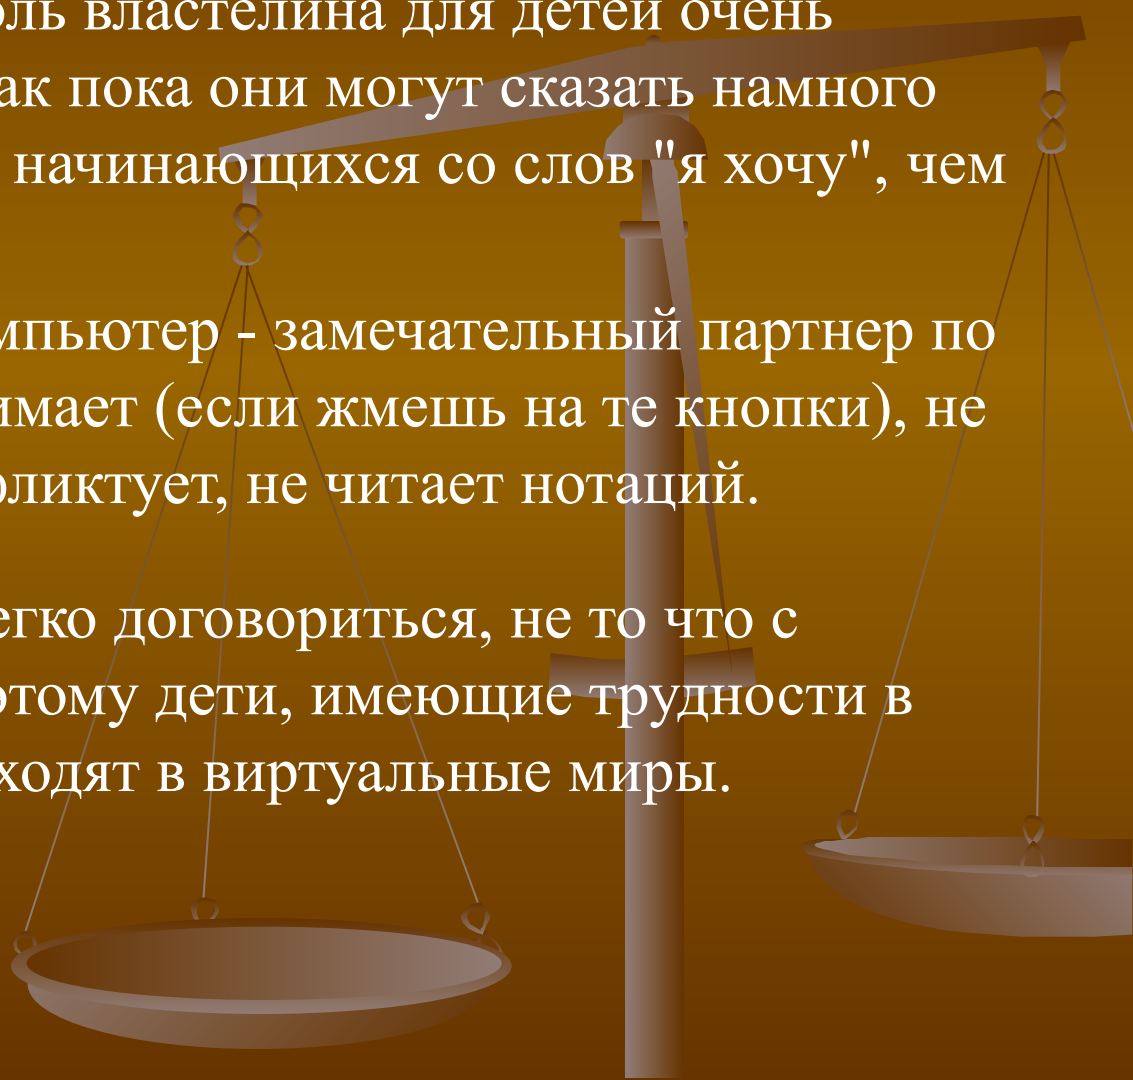 оль властелина для детей очень
ак пока они могут сказать намного
начинающихся со слов "я хочу", чем
мпьютер - замечательный партнер по
имает (если жмешь на те кнопки), не
фликтует, не читает нотаций.
егко договориться, не то что с
этому дети, имеющие трудности в
ходят в виртуальные миры.